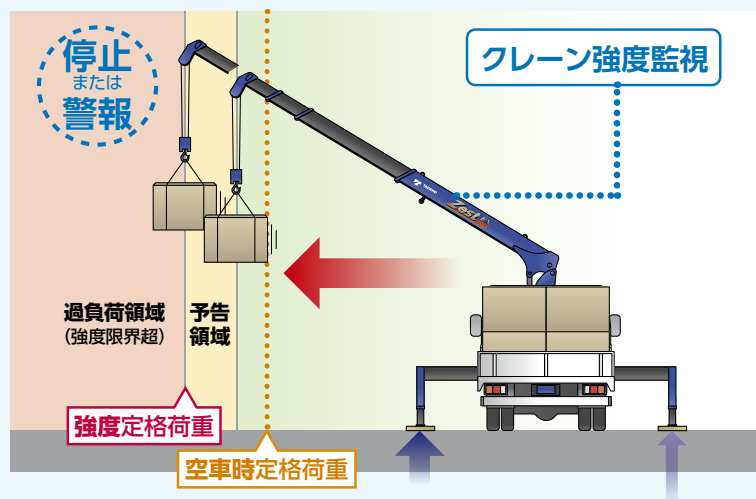 停止
または
警報
クレーン強度監視
TADANO
Zest
過負荷領域
(強度限界超)
予告
領域
強度定格荷重
空車時定格荷重